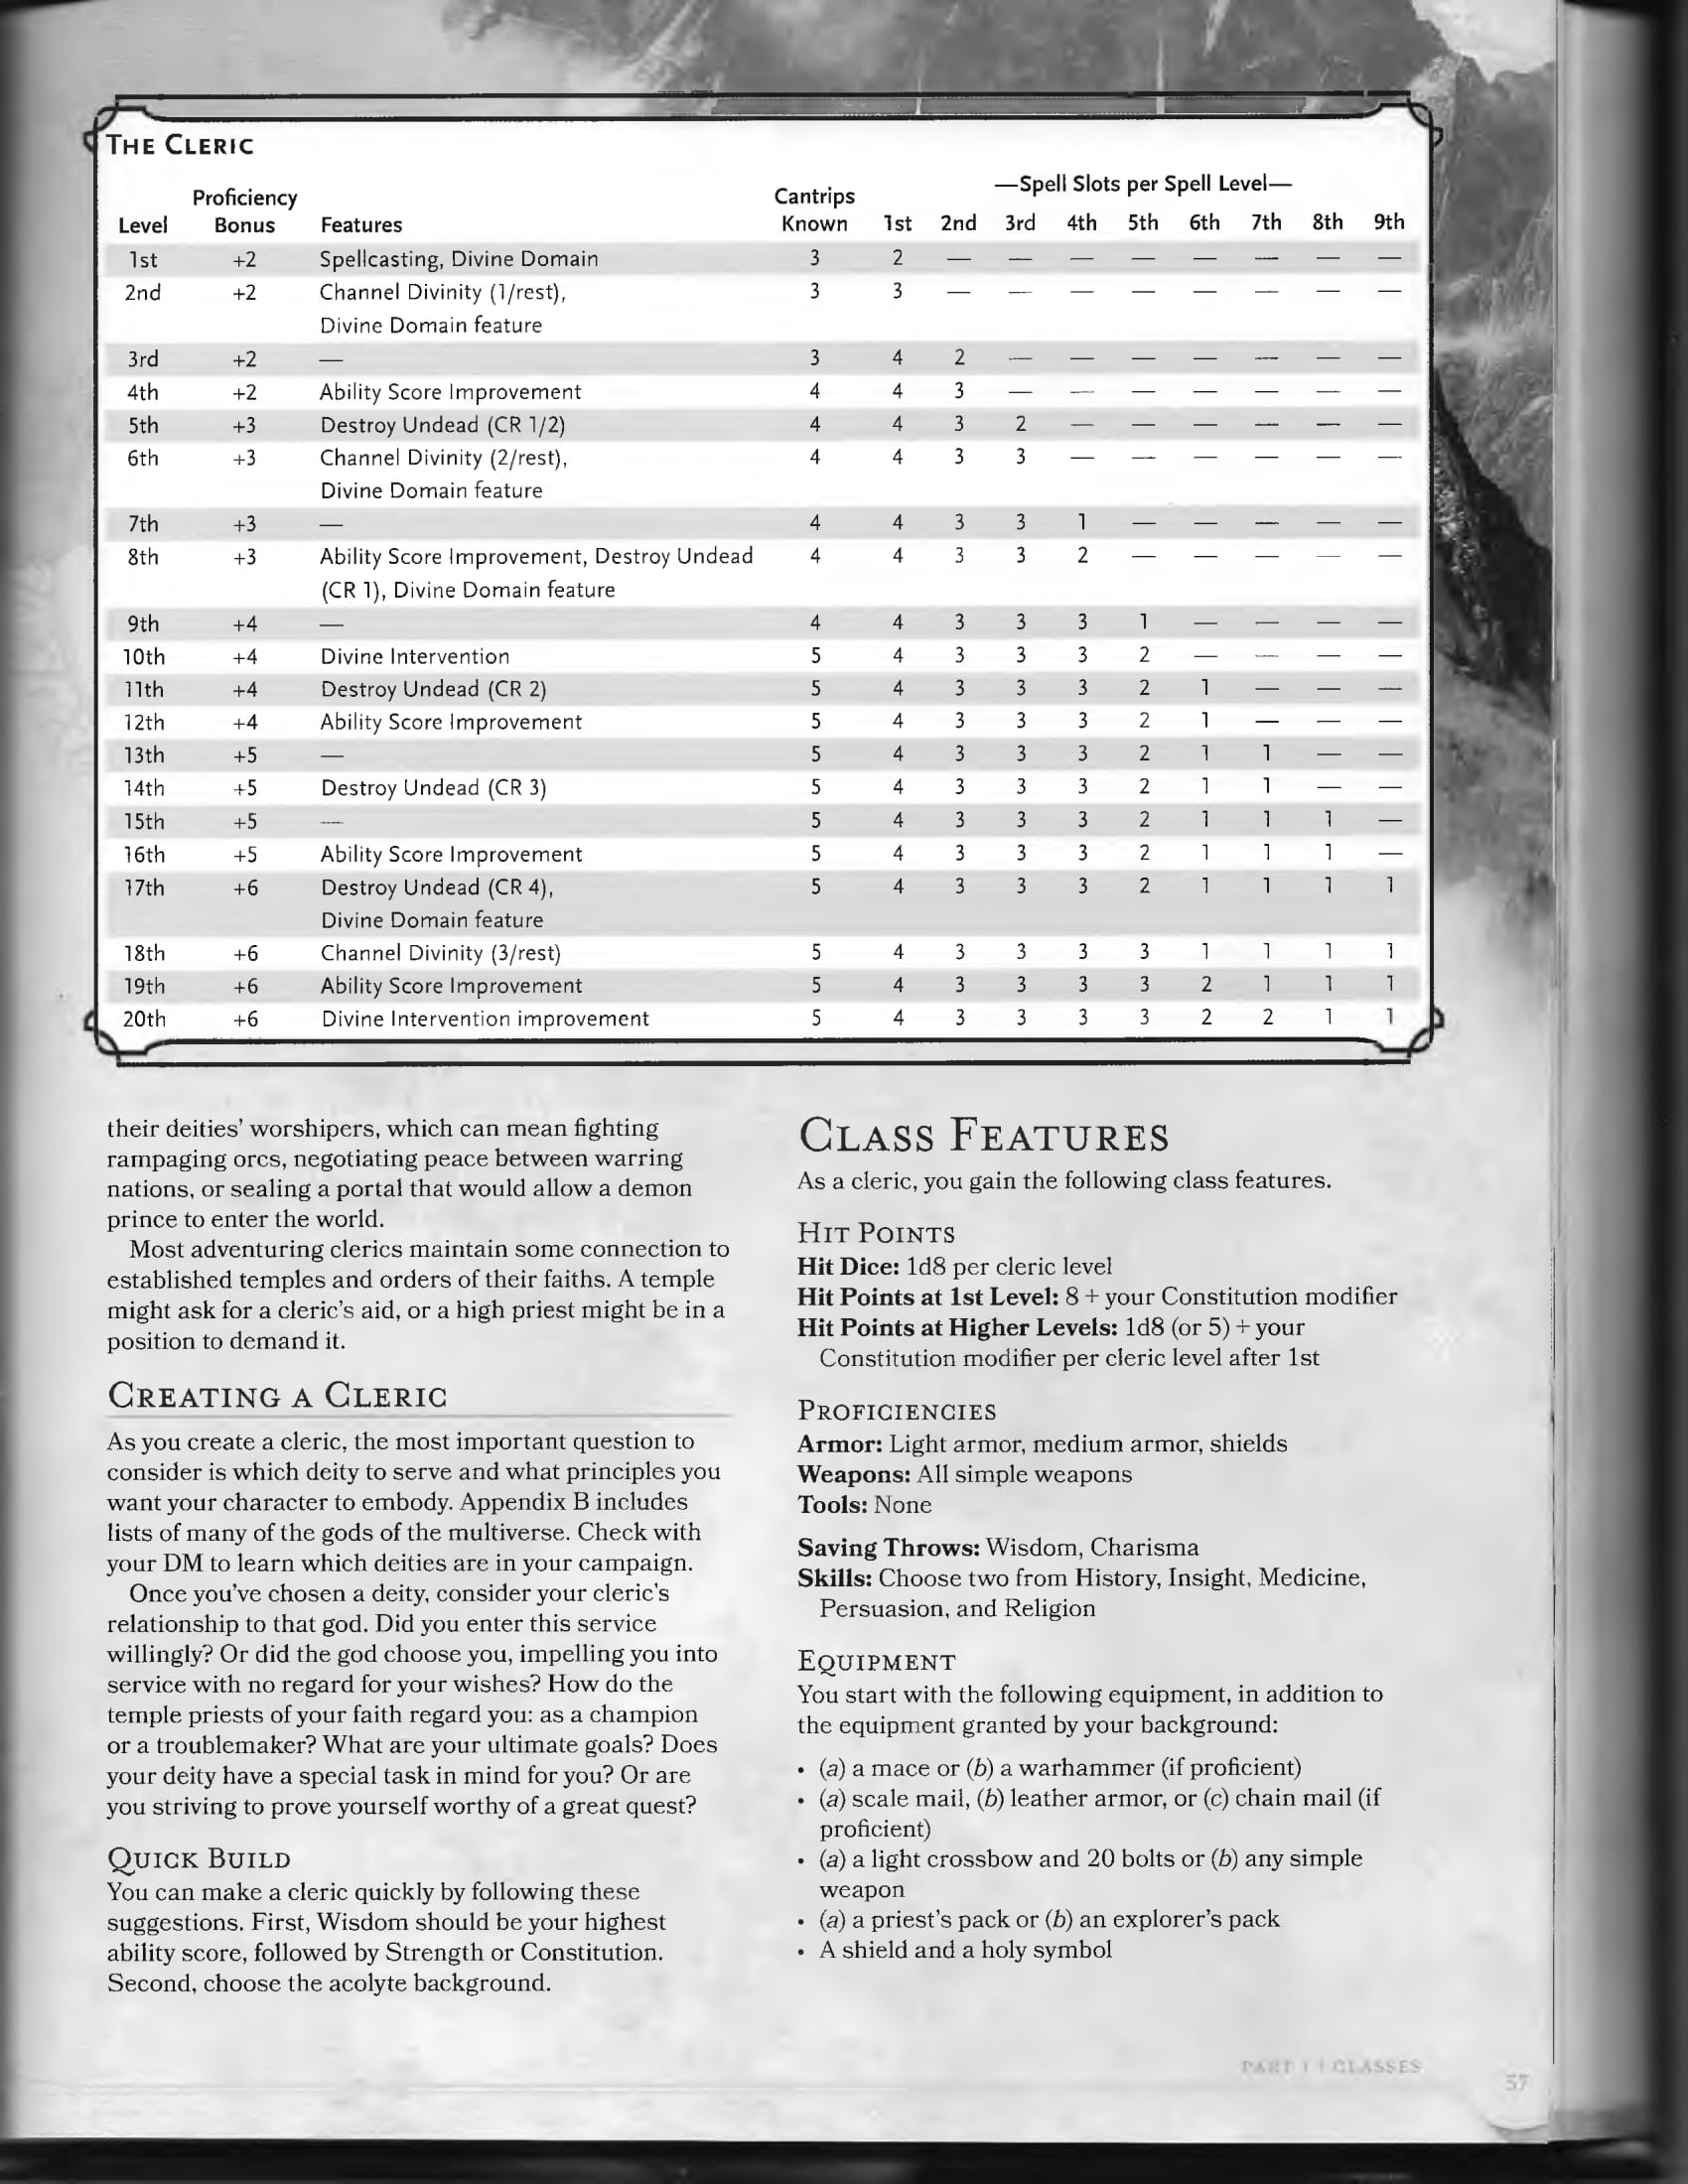 THE CLERIC
—Spell Slots per Spell Level—
Proficiency Cantrips
Level Bonus Features Known 1st 2nd 3rd 4th 5th 6th 7th 8th 9th
1st +2 Spellcasting, Divine Domain 3 2 — — — — — — — —
2nd +2 Channel Divinity (1/rest), 3 3 — — — — — — — —
Divine Domain feature
3rd +2 — 3 4 2 — — — — — — —
4th +2 Ability Score Improvement 4 4 3 — — — — — — —
5th +3 Destroy Undead (CR 1/2) 4 4 3 2 — — — — — —
6th +3 Channel Divinity (2/rest), 4 4 3 3 — — — — — —
Divine Domain feature
7th +3 — 4 4 3 3 1 — — — — —
8th +3 Ability Score Improvement, Destroy Undead 4 4 3 3 2 — — — — —
(CR 1), Divine Domain feature
9th +4 — 4 4 3 3 3 1 — — — —
10th +4 Divine Intervention 5 4 3 3 3 2 — — — —
11th +4 Destroy Undead (CR 2) 5 4 3 3 3 2 1 — — —
12th +4 Ability Score Improvement 5 4 3 3 3 2 1 — — —
13th +5 — 5 4 3 3 3 2 1 1 — —
14th +5 Destroy Undead (CR 3) 5 4 3 3 3 2 1 1 — —
15th +5 — 5 4 3 3 3 2 1 1 1 —
16th +5 Ability Score Improvement 5 4 3 3 3 2 1 1 1 —
17th +6 Destroy Undead (CR 4), 5 4 3 3 3 2 1 1 1 1
Divine Domain feature
18th +6 Channel Divinity (3/rest) 5 4 3 3 3 3 1 1 1 1
19th +6 Ability Score Improvement 5 4 3 3 3 3 2 1 1 1
20th +6 Divine Intervention improvement 5 4 3 3 3 3 2 2 1 1
their deities' worshipers, which can mean fighting
rampaging orcs, negotiating peace between warring
nations, or sealing a portal that would allow a demon
prince to enter the world.
Most adventuring clerics maintain some connection to
established temples and orders of their faiths. A temple
might ask for a cleric's aid, or a high priest might be in a
position to demand it.
CREATING A CLERIC
As you create a cleric, the most important question to
consider is which deity to serve and what principles you
want your character to embody. Appendix B includes
lists of many of the gods of the multiverse. Check with
your DM to learn which deities are in your campaign.
Once you've chosen a deity, consider your cleric's
relationship to that god. Did you enter this service
willingly? Or did the god choose you, impelling you into
service with no regard for your wishes? How do the
temple priests of your faith regard you: as a champion
or a troublemaker? What are your ultimate goals? Does
your deity have a special task in mind for you? Or are
you striving to prove yourself worthy of a great quest?
QUICK BUILD
You can make a cleric quickly by following these
suggestions. First, Wisdom should be your highest
ability score, followed by Strength or Constitution.
Second, choose the acolyte background.
CLASS FEATURES
As a cleric, you gain the following class features.
HIT POINTS
Hit Dice: 1d8 per cleric level
Hit Points at 1st Level: 8 + your Constitution modifier
Hit Points at Higher Levels: 1d8 (or 5) + your
Constitution modifier per cleric level after 1st
PROFICIENCIES
Armor: Light armor, medium armor, shields
Weapons: All simple weapons
Tools: None
Saving Throws: Wisdom, Charisma
Skills: Choose two from History, Insight, Medicine,
Persuasion, and Religion
EQUIPMENT
You start with the following equipment, in addition to
the equipment granted by your background:
• (a) a mace or (b) a warhammer (if proficient)
• (a) scale mail, (b) leather armor, or (c) chain mail (if
proficient)
• (a) a light crossbow and 20 bolts or (b) any simple
weapon
• (a) a priest's pack or (b) an explorer's pack
• A shield and a holy symbol
PART 1 | CLASSES
57